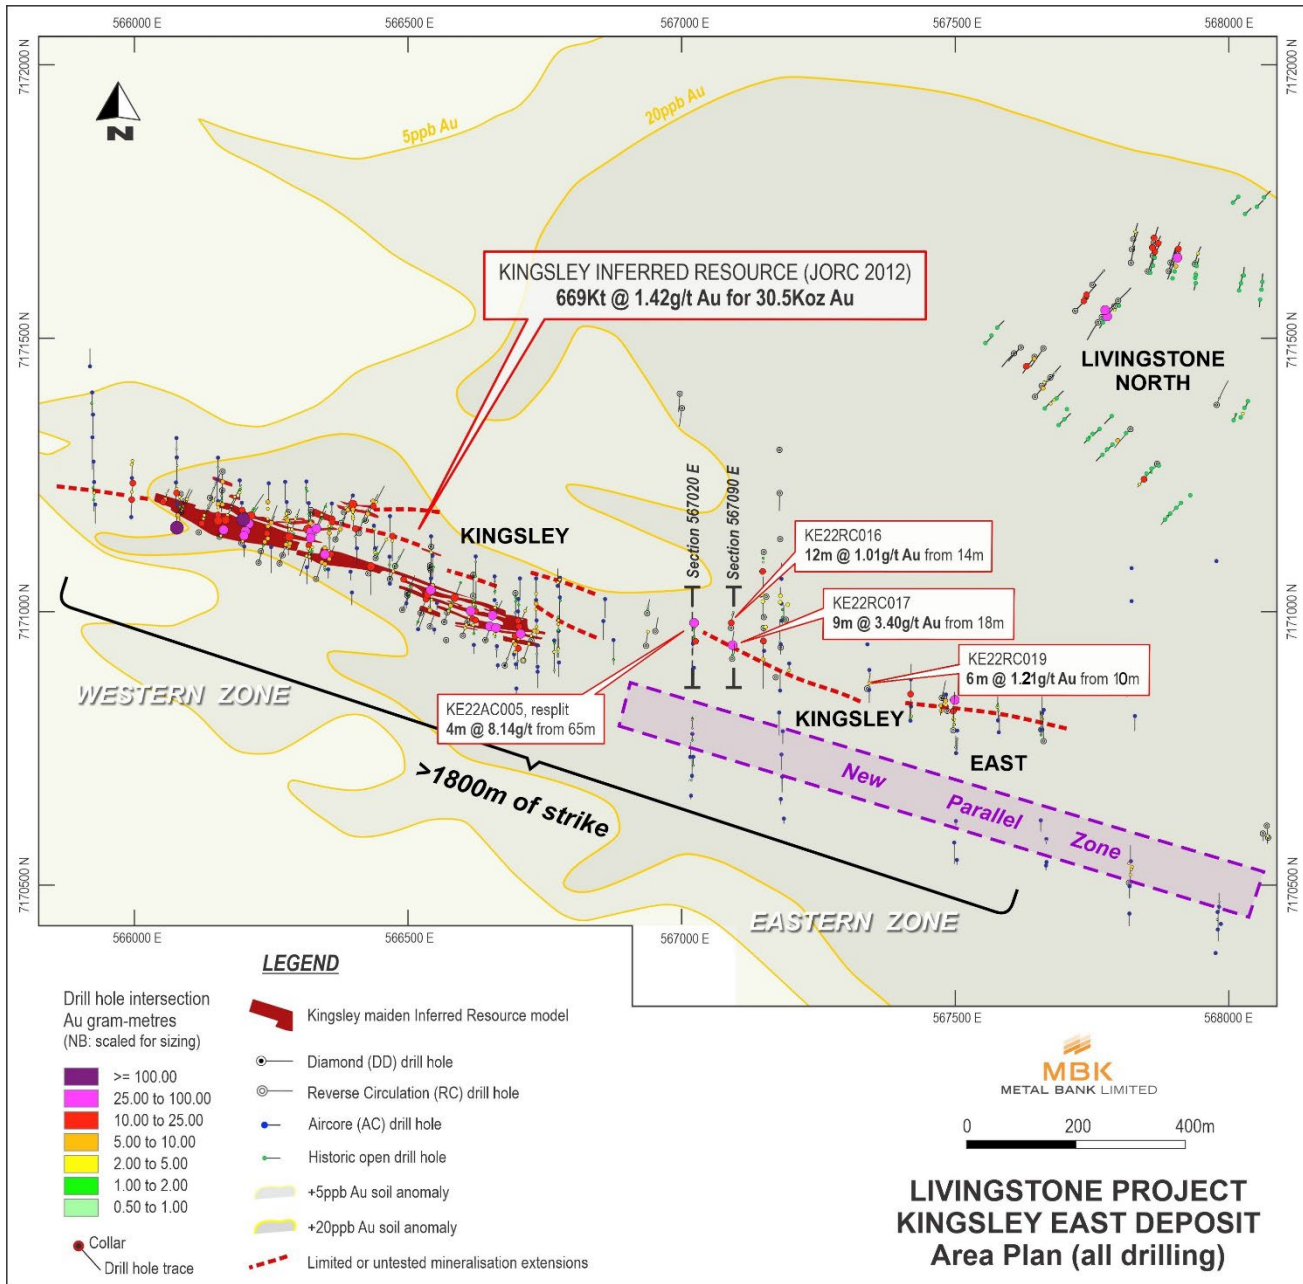 566000 E
566500 E
567000 E
567500 E
568000 E
7172000 N
7172000 N
N
5ppb Au
20ppb Au
KINGSLEY INFERRED RESOURCE (JORC 2012)
669Kt @ 1.42g/t Au for 30.5Koz Au
7171500 N
7171500 N
LIVINGSTONE
NORTH
KINGSLEY
Section 567020 E
Section 567090 E
KE22RC016
12m @ 1.01g/t Au from 14m
7171000 N
7171000 N
KE22RC017
9m @ 3.40g/t Au from 18m
KE22RC019
6m @ 1.21g/t Au from 10m
WESTERN ZONE
KE22AC005, resplit
4m @ 8.14g/t from 65m
KINGSLEY
EAST
>1800m of strike
New Parallel Zone
7170500 N
7170500 N
EASTERN ZONE
566000 E
566500 E
567000 E
567500 E
568000 E
LEGEND
Drill hole intersection
Au gram-metres
(NB: scaled for sizing)
>= 100.00
25.00 to 100.00
10.00 to 25.00
5.00 to 10.00
2.00 to 5.00
1.00 to 2.00
0.50 to 1.00
Collar
Drill hole trace
Kingsley maiden Inferred Resource model
Diamond (DD) drill hole
Reverse Circulation (RC) drill hole
Aircore (AC) drill hole
Historic open drill hole
+5ppb Au soil anomaly
+20ppb Au soil anomaly
Limited or untested mineralisation extensions
MBK
METAL BANK LIMITED
0 200 400m
LIVINGSTONE PROJECT
KINGSLEY EAST DEPOSIT
Area Plan (all drilling)